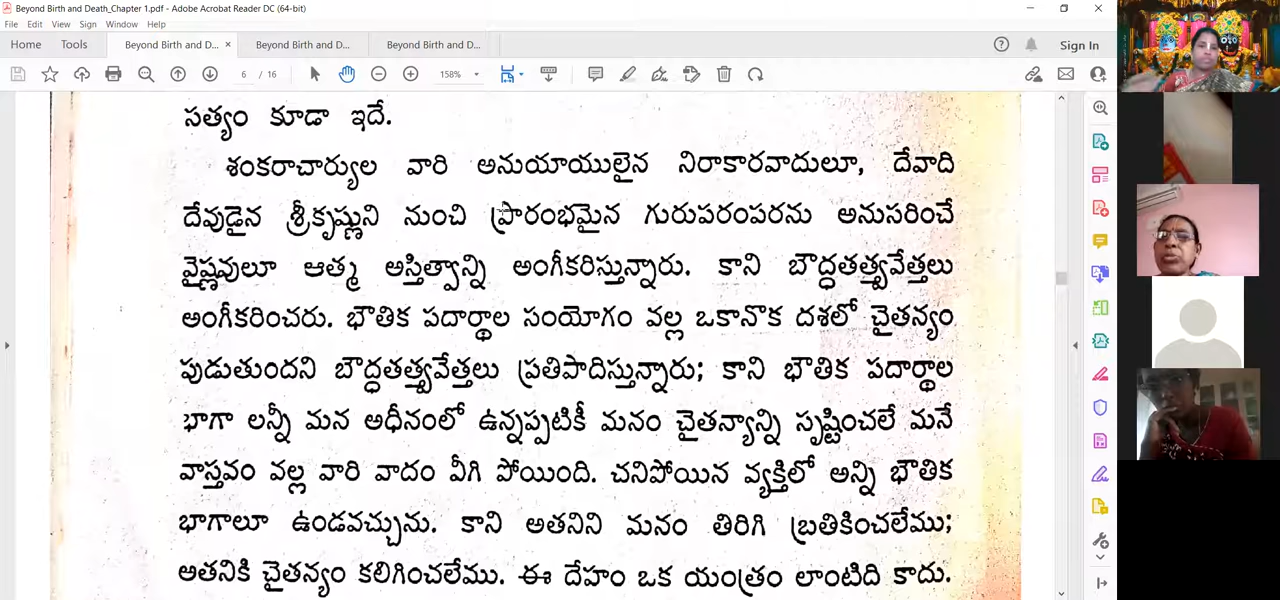 Beyond Birth and Death_Chapter 1.pdf - Adobe Acrobat Reader DC (64-bit)
File Edit View Sign Window Help
Home Tools Beyond Birth and D... × Beyond Birth and D... Beyond Birth and D... Sign In
6 / 16 158%
సత్యం కూడా ఇదే.
శంకరాచార్యుల వారి అనుయాయులైన నిరాకారవాదులూ, దేవాది
దేవుడైన శ్రీకృష్ణుని నుంచి ప్రారంభమైన గురుపరంపరను అనుసరించే
వైష్ణవులూ ఆత్మ అస్తిత్వాన్ని అంగీకరిస్తున్నారు. కాని బౌద్ధతత్త్వవేత్తలు
అంగీకరించరు. భౌతిక పదార్థాల సంయోగం వల్ల ఒకానొక దశలో చైతన్యం
పుడుతుందని బౌద్ధతత్త్వవేత్తలు ప్రతిపాదిస్తున్నారు; కాని భౌతిక పదార్థాల
భాగా లన్నీ మన అధీనంలో ఉన్నప్పటికీ మనం చైతన్యాన్ని సృష్టించలే మనే
వాస్తవం వల్ల వారి వాదం వీగి పోయింది. చనిపోయిన వ్యక్తిలో అన్ని భౌతిక
భాగాలూ ఉండవచ్చును. కాని అతనిని మనం తిరిగి బ్రతికించలేము;
అతనికి చైతన్యం కలిగించలేము. ఈ దేహం ఒక యంత్రం లాంటిది కాదు.